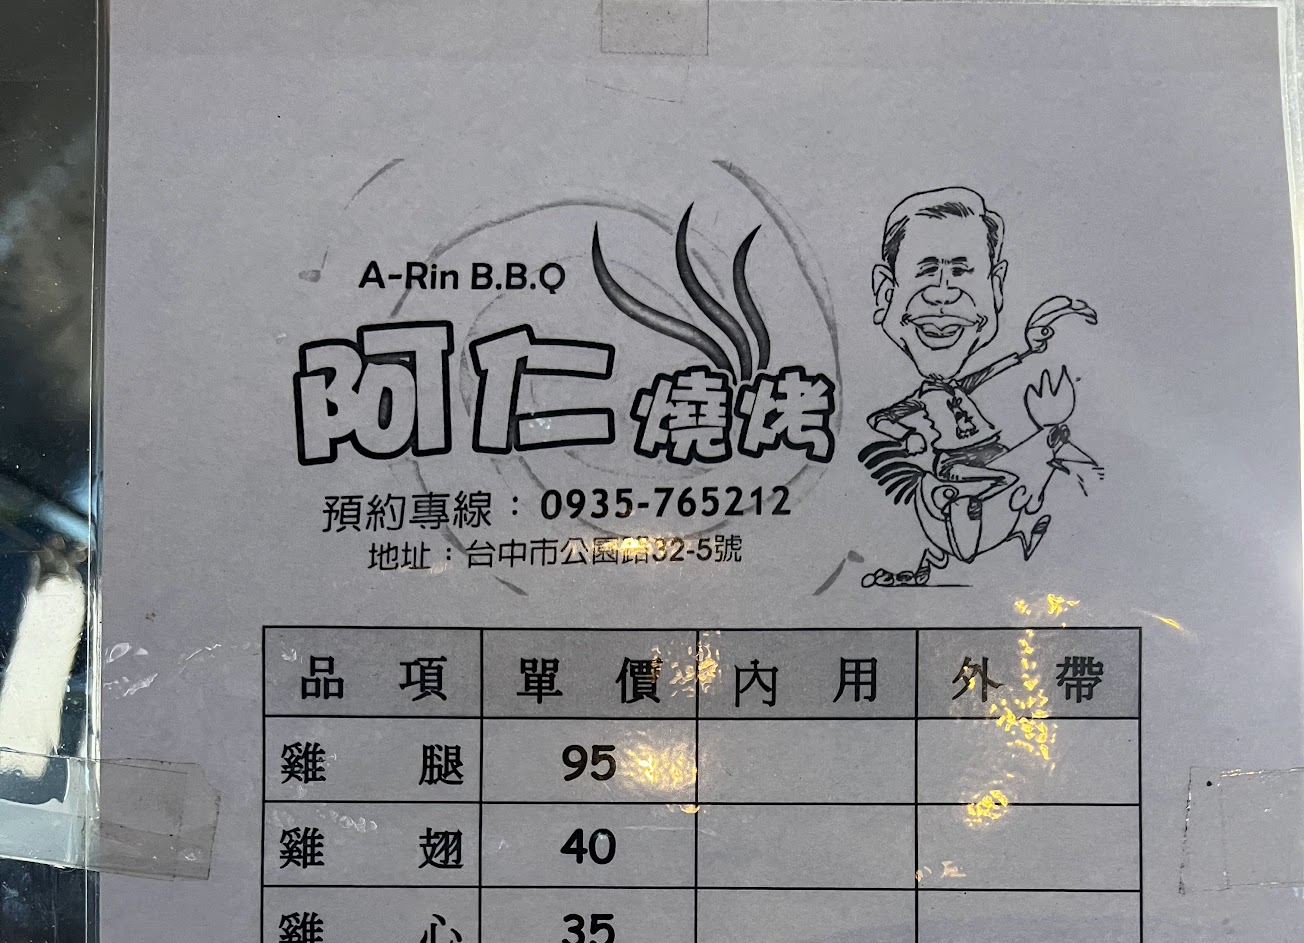 A-Rin B.B.Q
阿仁燒烤
預約專線：0935-765212
地址：台中市公園路32-5號
品項 單價 內用 外帶
雞腿 95
雞翅 40
雞心 35